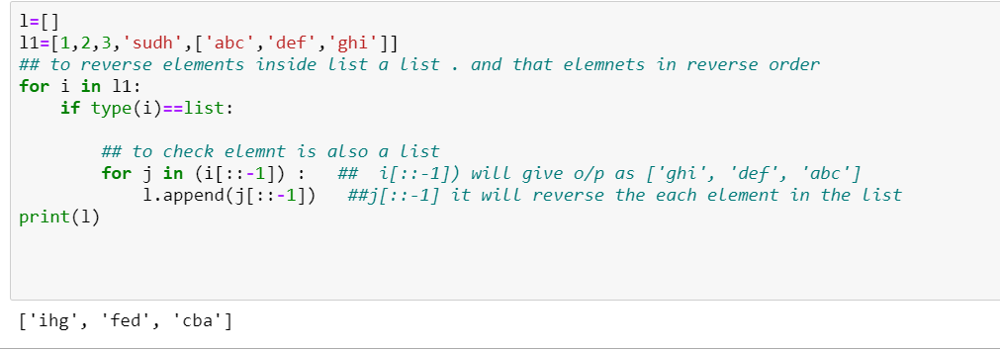 l=[]
l1=[1,2,3,'sudh',['abc','def','ghi']]
## to reverse elements inside list a list . and that elemnets in reverse order
for i in l1:
    if type(i)==list:
        ## to check elemnt is also a list
        for j in (i[::-1]) :   ##  i[::-1]) will give o/p as ['ghi', 'def', 'abc']
            l.append(j[::-1])   ##j[::-1] it will reverse the each element in the list
print(l)
['ihg', 'fed', 'cba']